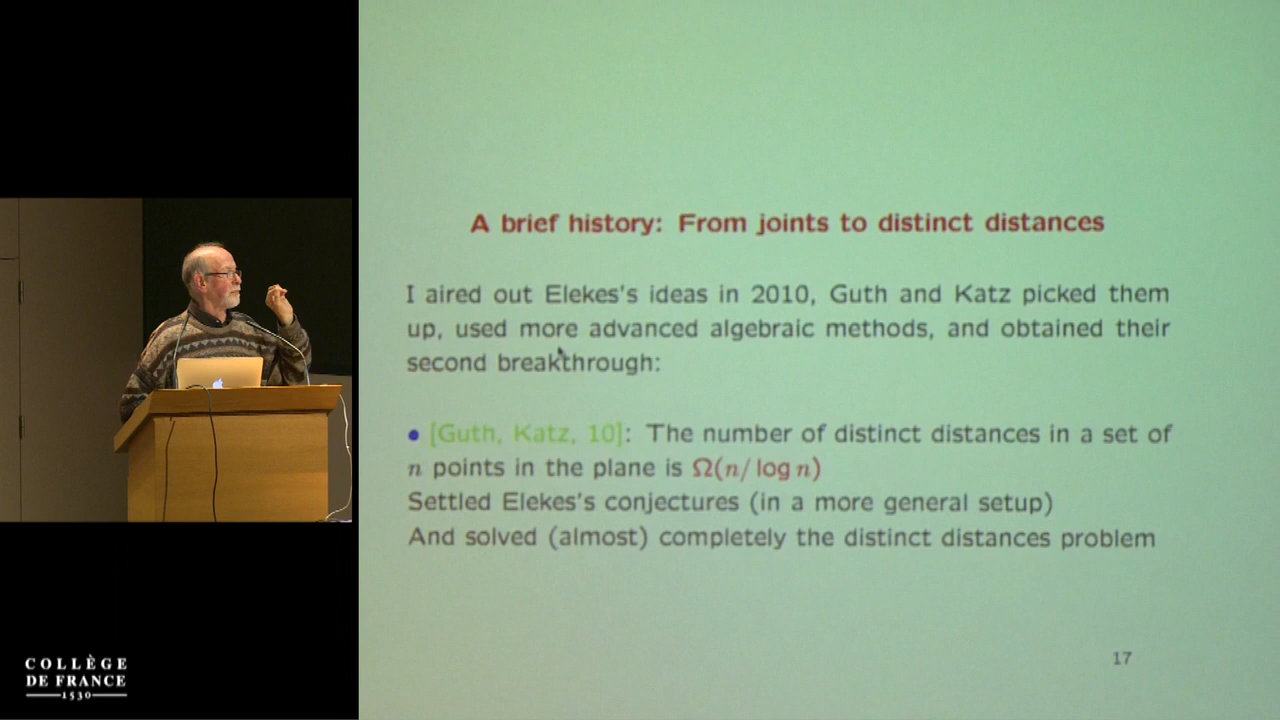 A brief history: From joints to distinct distances
I aired out Elekes's ideas in 2010, Guth and Katz picked them
up, used more advanced algebraic methods, and obtained their
second breakthrough:
• [Guth, Katz, 10]: The number of distinct distances in a set of
n points in the plane is Ω(n/ log n)
Settled Elekes's conjectures (in a more general setup)
And solved (almost) completely the distinct distances problem
17
COLLÈGE
DE FRANCE
1530